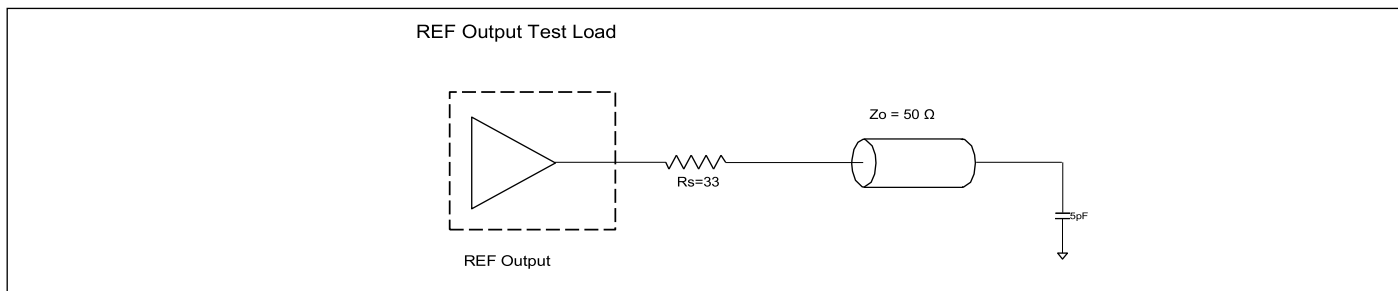 REF Output Test Load
Zo = 50 Ω
Rs=33
5pF
REF Output